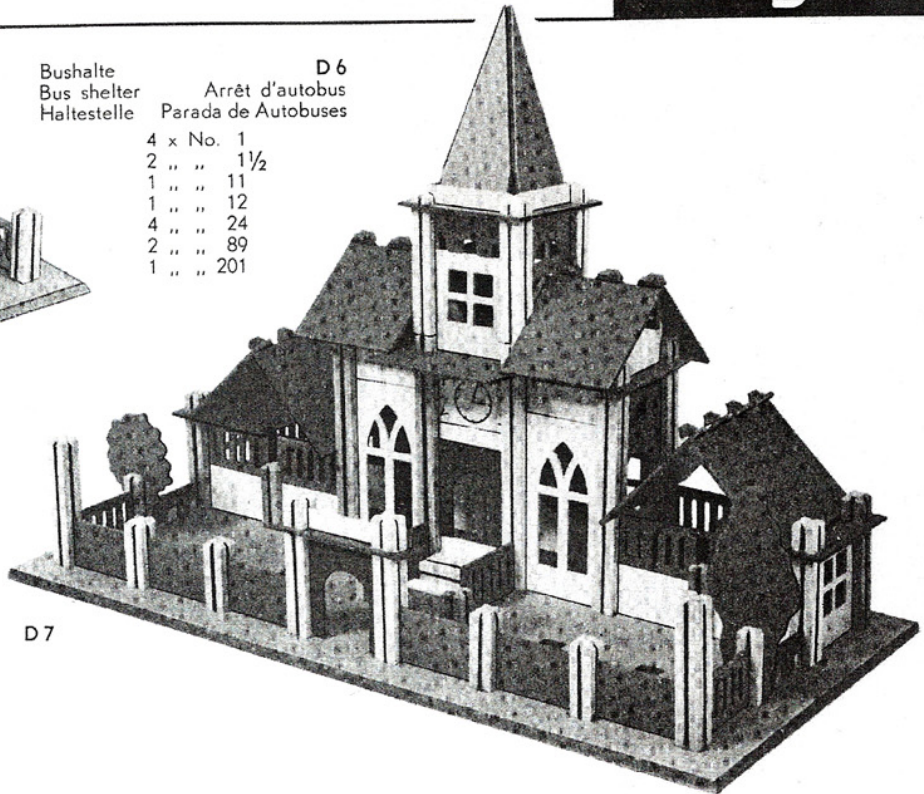 Bushalte D 6
Bus shelter Arrêt d'autobus
Haltestelle Parada de Autobuses
4 x No. 1
2 „ „ 1½
1 „ „ 11
1 „ „ 12
4 „ „ 24
2 „ „ 89
1 „ „ 201
D 7